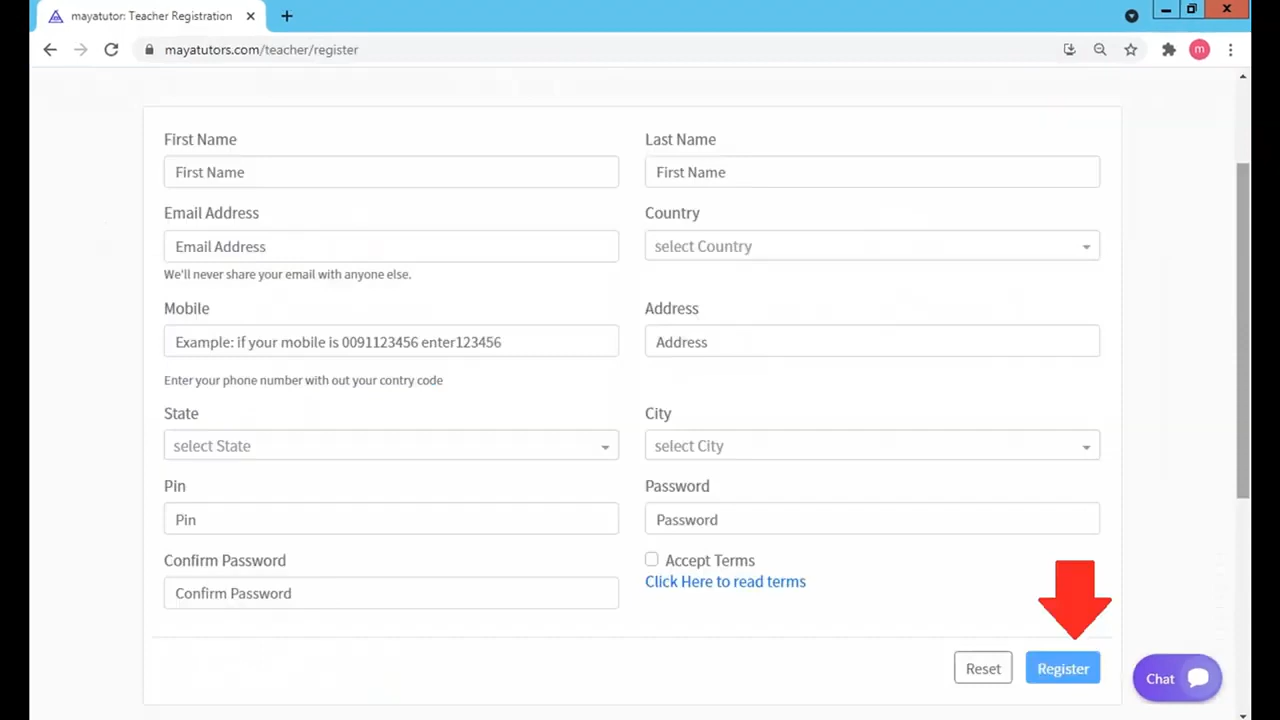 mayatutor: Teacher Registration
mayatutors.com/teacher/register
m
First Name
Last Name
First Name
First Name
Email Address
Country
Email Address
select Country
We'll never share your email with anyone else.
Mobile
Address
Example: if your mobile is 0091123456 enter123456
Address
Enter your phone number with out your contry code
State
City
select State
select City
Pin
Password
Pin
Password
Confirm Password
Accept Terms
Click Here to read terms
Confirm Password
Reset
Register
Chat